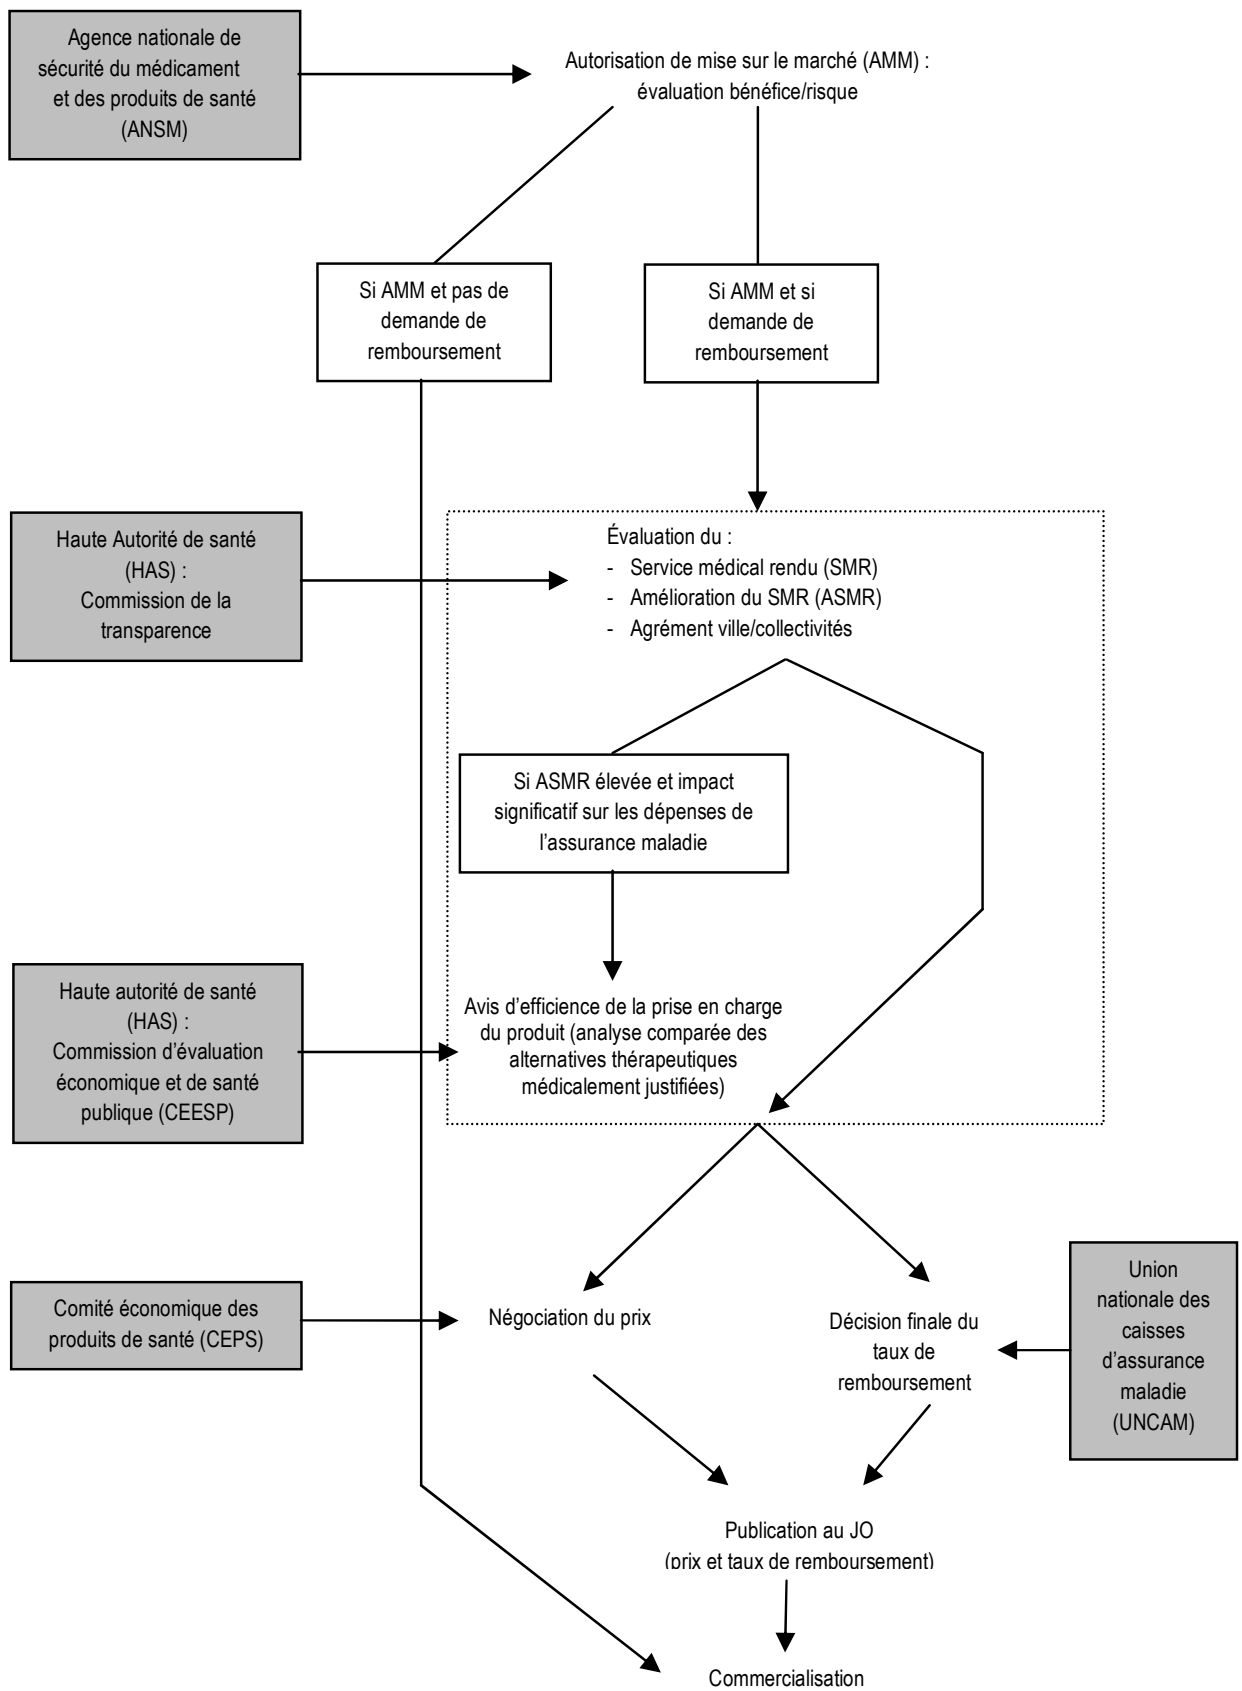 Agence nationale de
sécurité du médicament
et des produits de santé
(ANSM)
Autorisation de mise sur le marché (AMM) :
évaluation bénéfice/risque
Si AMM et pas de
demande de
remboursement
Si AMM et si
demande de
remboursement
Haute Autorité de santé
(HAS) :
Commission de la
transparence
Évaluation du :
- Service médical rendu (SMR)
- Amélioration du SMR (ASMR)
- Agrément ville/collectivités
Si ASMR élevée et impact
significatif sur les dépenses de
l’assurance maladie
Haute autorité de santé
(HAS) :
Commission d’évaluation
économique et de santé
publique (CEESP)
Avis d’efficience de la prise en charge
du produit (analyse comparée des
alternatives thérapeutiques
médicalement justifiées)
Comité économique des
produits de santé (CEPS)
Négociation du prix
Décision finale du
taux de
remboursement
Union
nationale des
caisses
d’assurance
maladie
(UNCAM)
Publication au JO
(prix et taux de remboursement)
Commercialisation